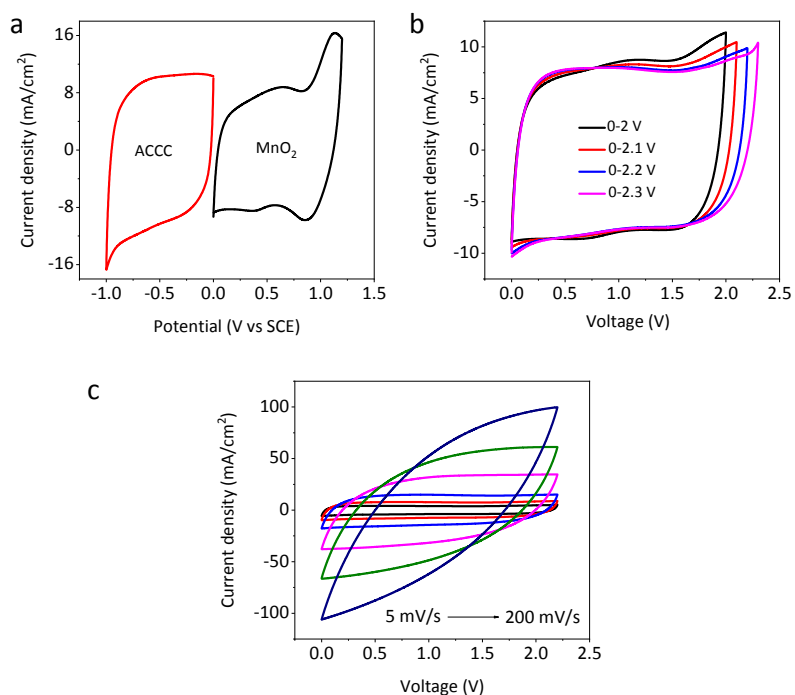 a
16
8
0
-8
-16
Current density (mA/cm²)
ACCC
MnO₂
-1.0 -0.5 0.0 0.5 1.0 1.5
Potential (V vs SCE)
b
10
5
0
-5
-10
Current density (mA/cm²)
0-2 V
0-2.1 V
0-2.2 V
0-2.3 V
0.0 0.5 1.0 1.5 2.0 2.5
Voltage (V)
c
100
50
0
-50
-100
Current density (mA/cm²)
5 mV/s 200 mV/s
0.0 0.5 1.0 1.5 2.0 2.5
Voltage (V)